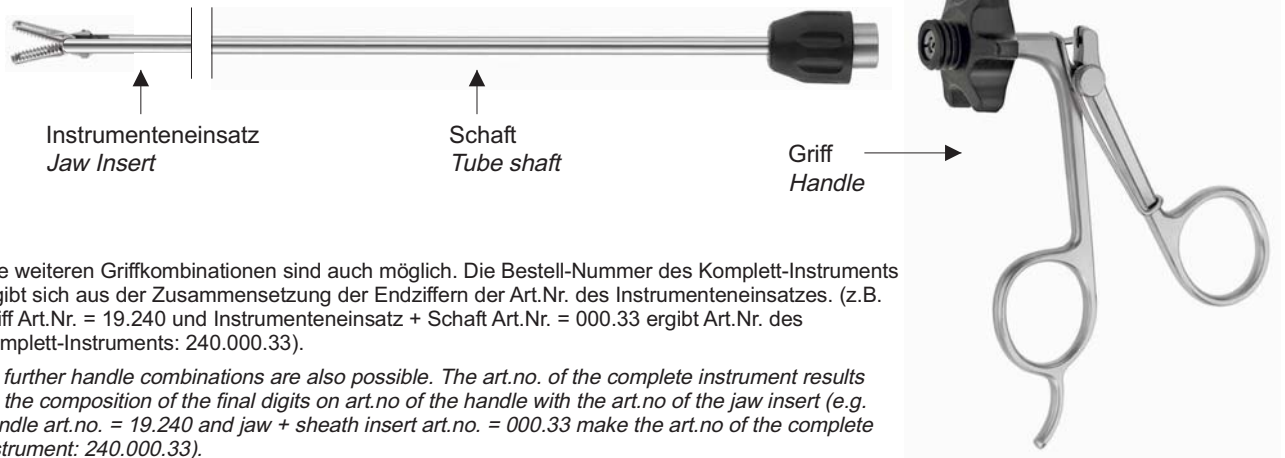 Instrumenteneinsatz
Jaw Insert
Schaft
Tube shaft
Griff
Handle
e weiteren Griffkombinationen sind auch möglich. Die Bestell-Nummer des Komplett-Instruments
gibt sich aus der Zusammensetzung der Endziffern der Art.Nr. des Instrumenteneinsatzes. (z.B.
iff Art.Nr. = 19.240 und Instrumenteneinsatz + Schaft Art.Nr. = 000.33 ergibt Art.Nr. des
mplett-Instruments: 240.000.33).
further handle combinations are also possible. The art.no. of the complete instrument results
the composition of the final digits on art.no of the handle with the art.no of the jaw insert (e.g.
ndle art.no. = 19.240 and jaw + sheath insert art.no. = 000.33 make the art.no of the complete
strument: 240.000.33).